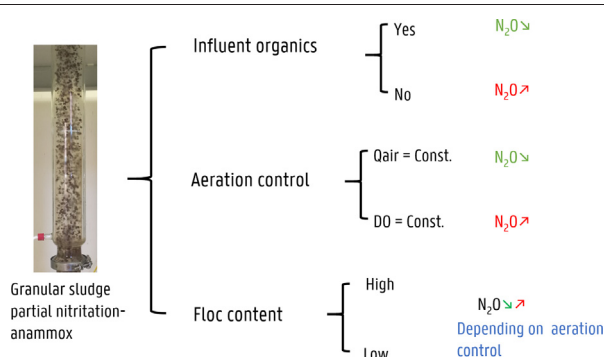 Influent organics
Yes
N₂O↘
No
N₂O↗
Aeration control
Qair = Const.
N₂O↘
DO = Const.
N₂O↗
Granular sludge
partial nitritation-
anammox
Floc content
High
Low
N₂O↘↗
Depending on aeration
control